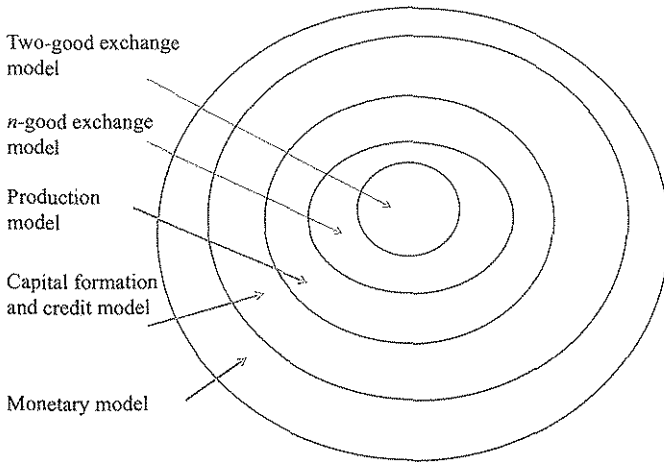 Two-good exchange
model
n-good exchange
model
Production
model
Capital formation
and credit model
Monetary model